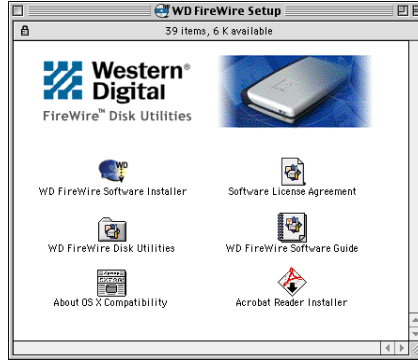 WD FireWire Setup
39 items, 6 K available
Western®
Digital
FireWire™ Disk Utilities
WD
WD FireWire Software Installer
Software License Agreement
WD FireWire Disk Utilities
WD FireWire Software Guide
About OS X Compatibility
Acrobat Reader Installer